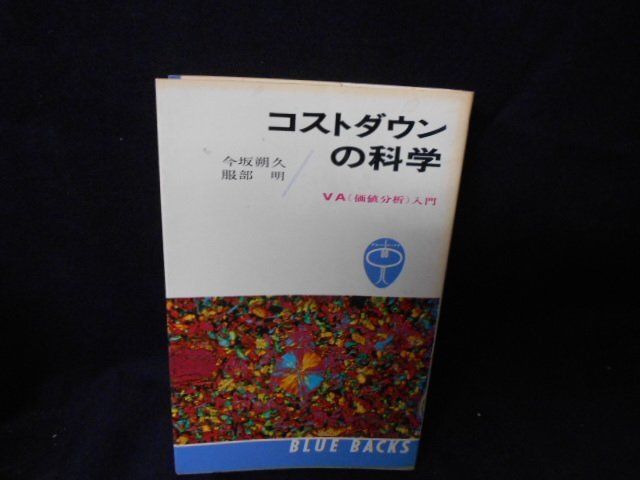 コストダウン
の科学
今坂朔久
服部 明
VA(価値分析)入門
BLUE BACKS